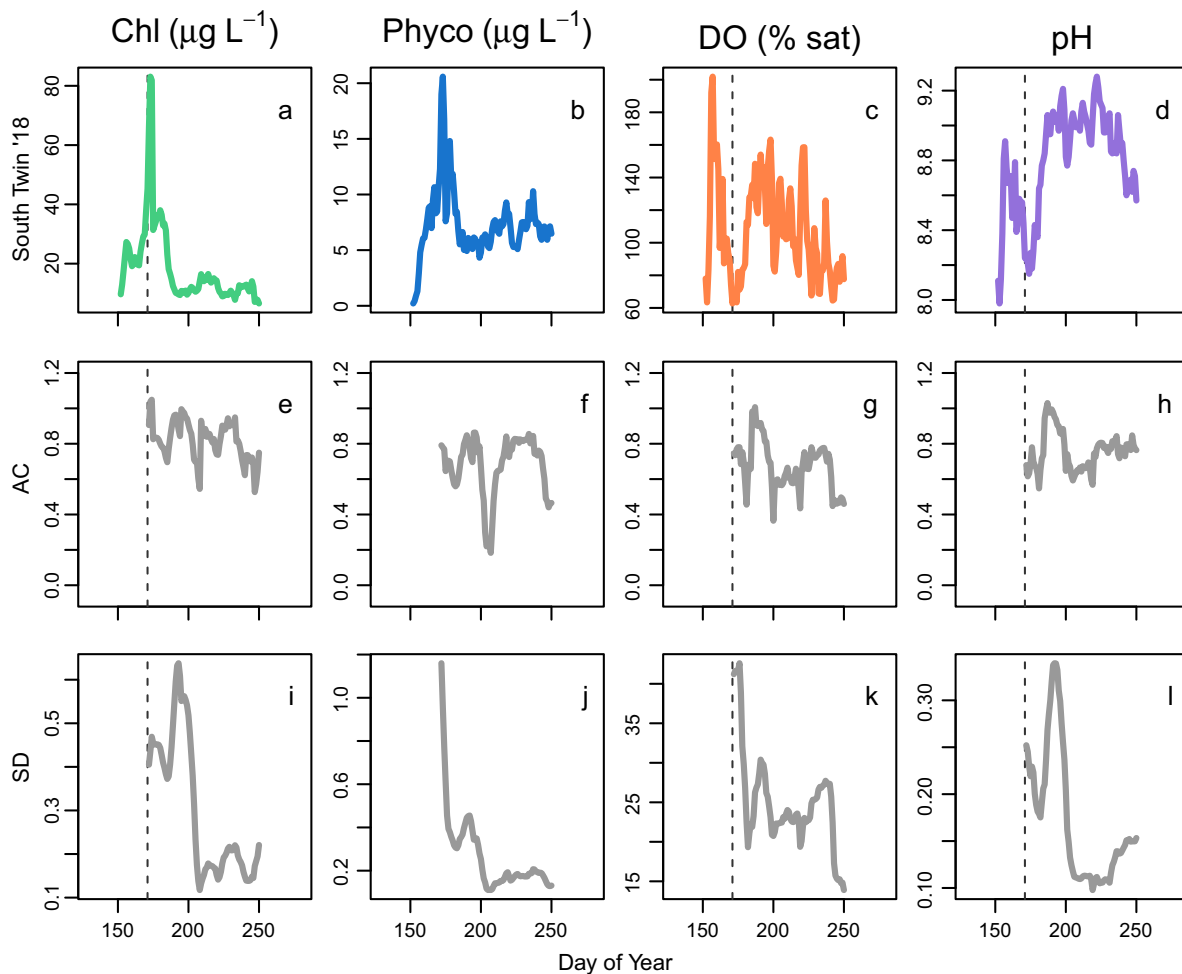 Chl (μg L⁻¹) Phyco (μg L⁻¹) DO (% sat) pH
South Twin '18
20 40 60 80
a
0 5 10 15 20
b
60 100 140 180
c
8.0 8.4 8.8 9.2
d
AC
0.0 0.4 0.8 1.2
e
0.0 0.4 0.8 1.2
f
0.0 0.4 0.8 1.2
g
0.0 0.4 0.8 1.2
h
SD
0.1 0.3 0.5
i
0.2 0.6 1.0
j
15 25 35
k
0.10 0.20 0.30
l
150 200 250 150 200 250 150 200 250 150 200 250
Day of Year